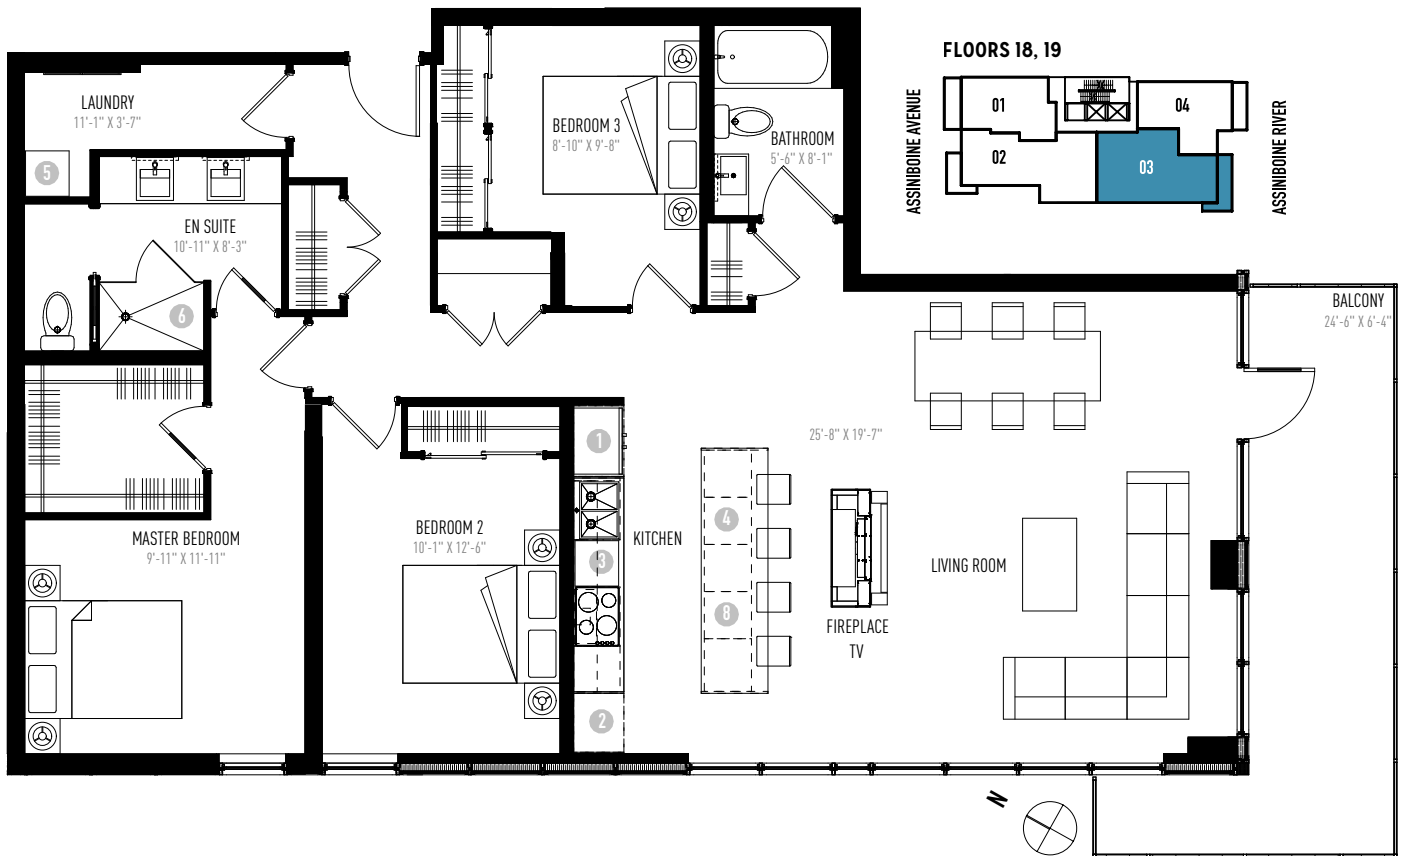 LAUNDRY
11'-1" X 3'-7"
5
EN SUITE
10'-11" X 8'-3"
6
BEDROOM 3
8'-10" X 9'-8"
BATHROOM
5'-6" X 8'-1"
FLOORS 18, 19
ASSINIBOINE AVENUE
01
02
03
04
ASSINIBOINE RIVER
BALCONY
24'-6" X 6'-4"
MASTER BEDROOM
9'-11" X 11'-11"
BEDROOM 2
10'-1" X 12'-6"
1
3
2
KITCHEN
4
8
25'-8" X 19'-7"
FIREPLACE
TV
LIVING ROOM
N